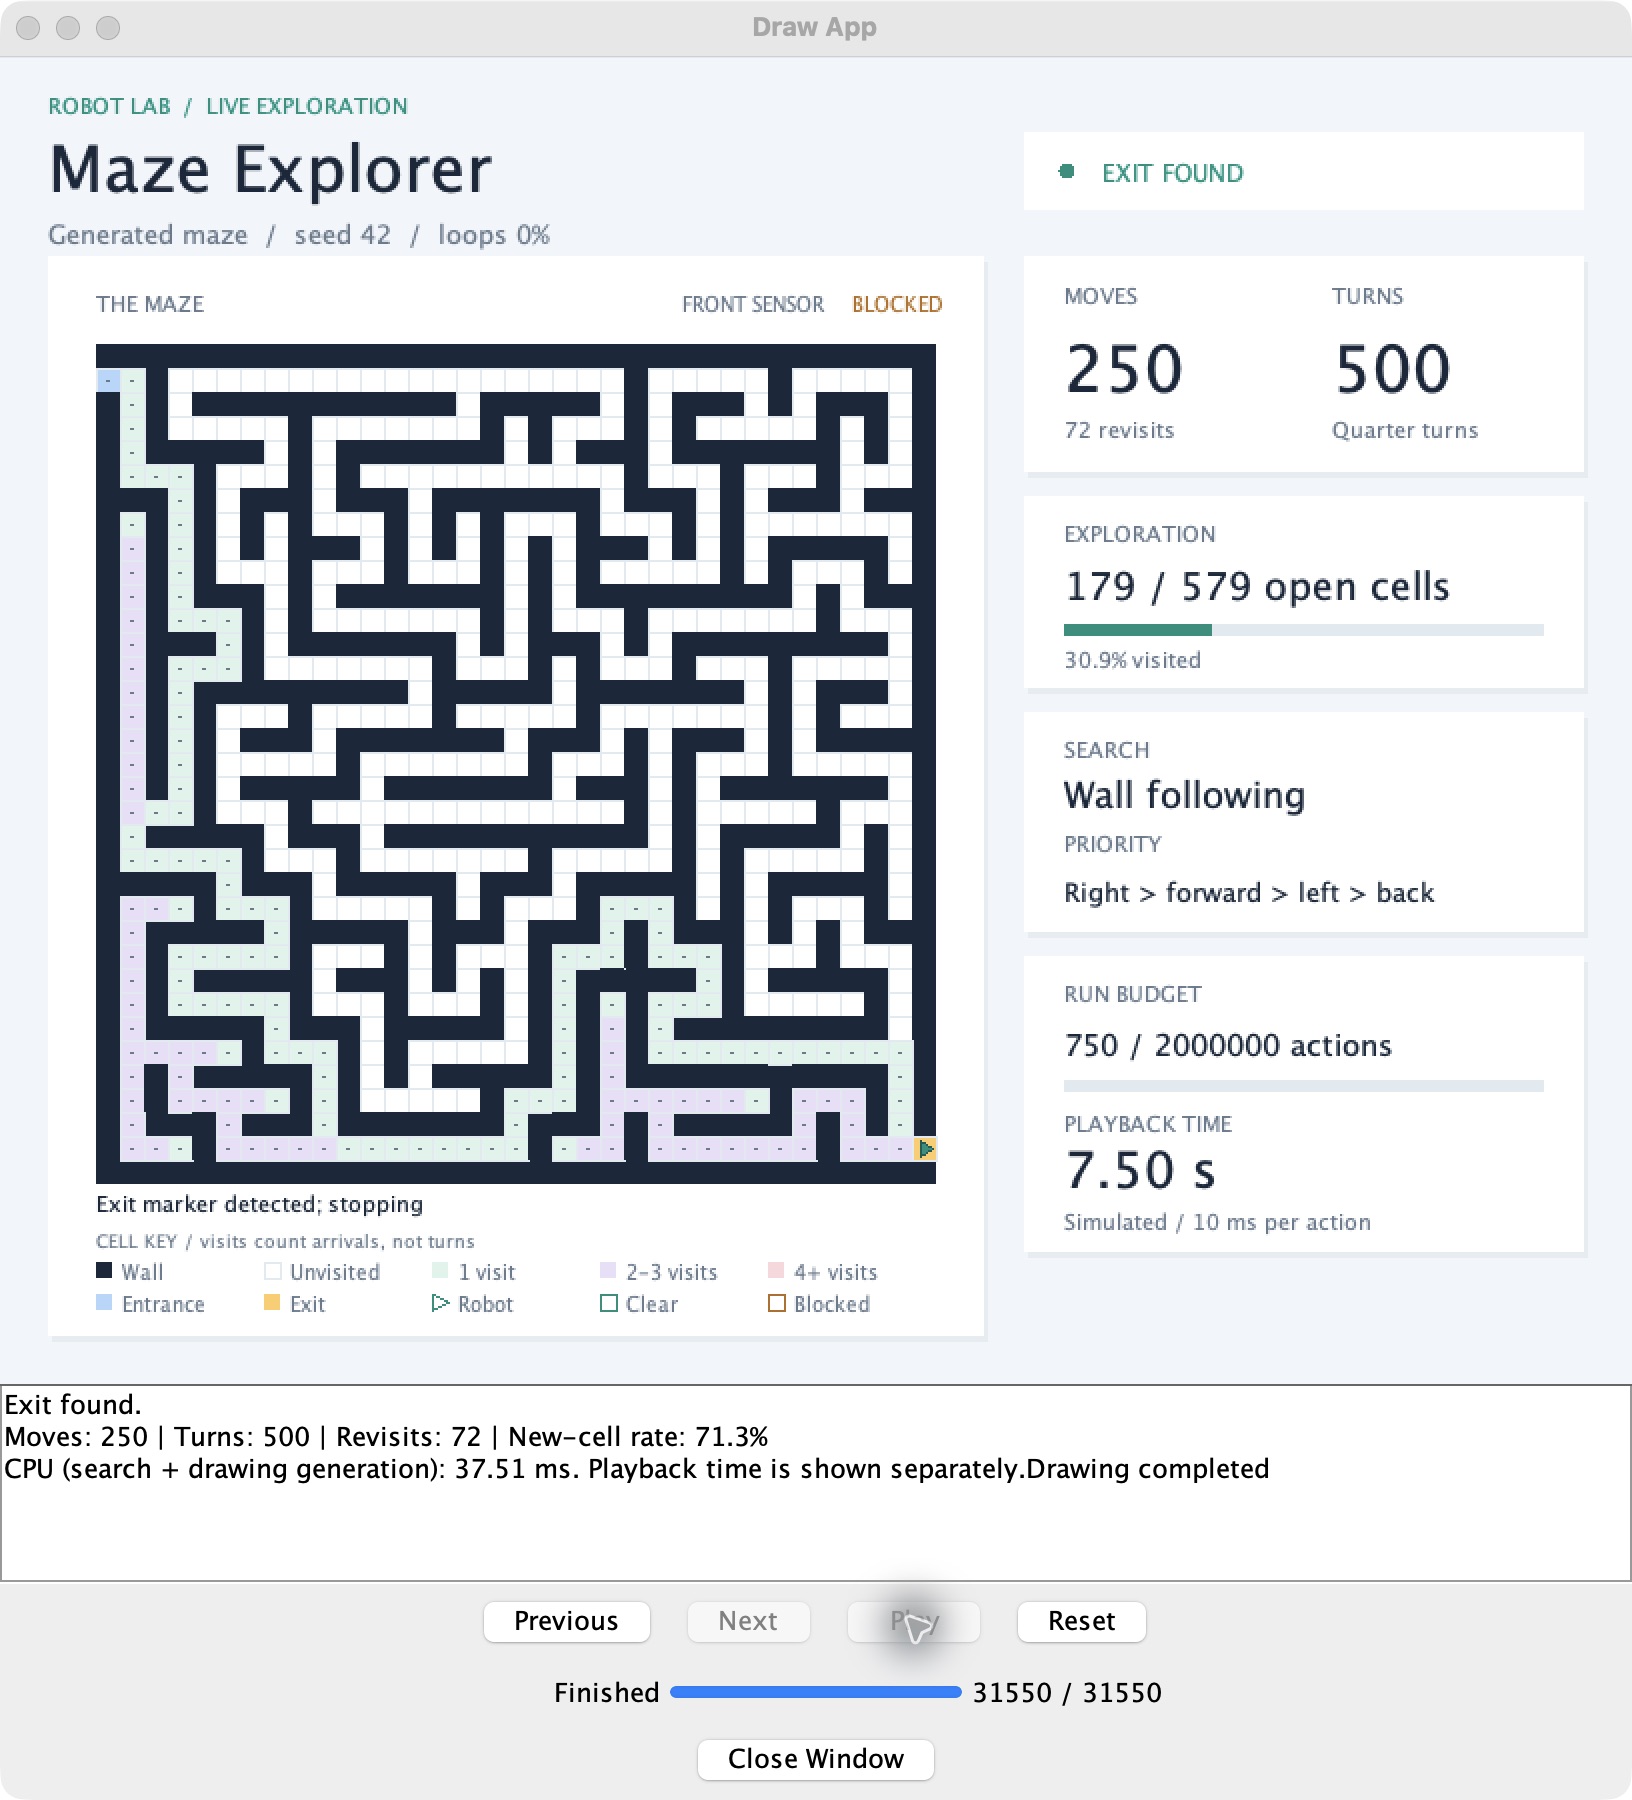 Draw App
ROBOT LAB / LIVE EXPLORATION
Maze Explorer
Generated maze / seed 42 / loops 0%
EXIT FOUND
THE MAZE
FRONT SENSOR BLOCKED
MOVES
250
72 revisits
TURNS
500
Quarter turns
EXPLORATION
179 / 579 open cells
30.9% visited
SEARCH
Wall following
PRIORITY
Right > forward > left > back
RUN BUDGET
750 / 2000000 actions
PLAYBACK TIME
7.50 s
Simulated / 10 ms per action
Exit marker detected; stopping
CELL KEY / visits count arrivals, not turns
Wall
Unvisited
1 visit
2-3 visits
4+ visits
Entrance
Exit
Robot
Clear
Blocked
Exit found.
Moves: 250 | Turns: 500 | Revisits: 72 | New-cell rate: 71.3%
CPU (search + drawing generation): 37.51 ms. Playback time is shown separately.Drawing completed
Previous
Next
Play
Reset
Finished
31550 / 31550
Close Window